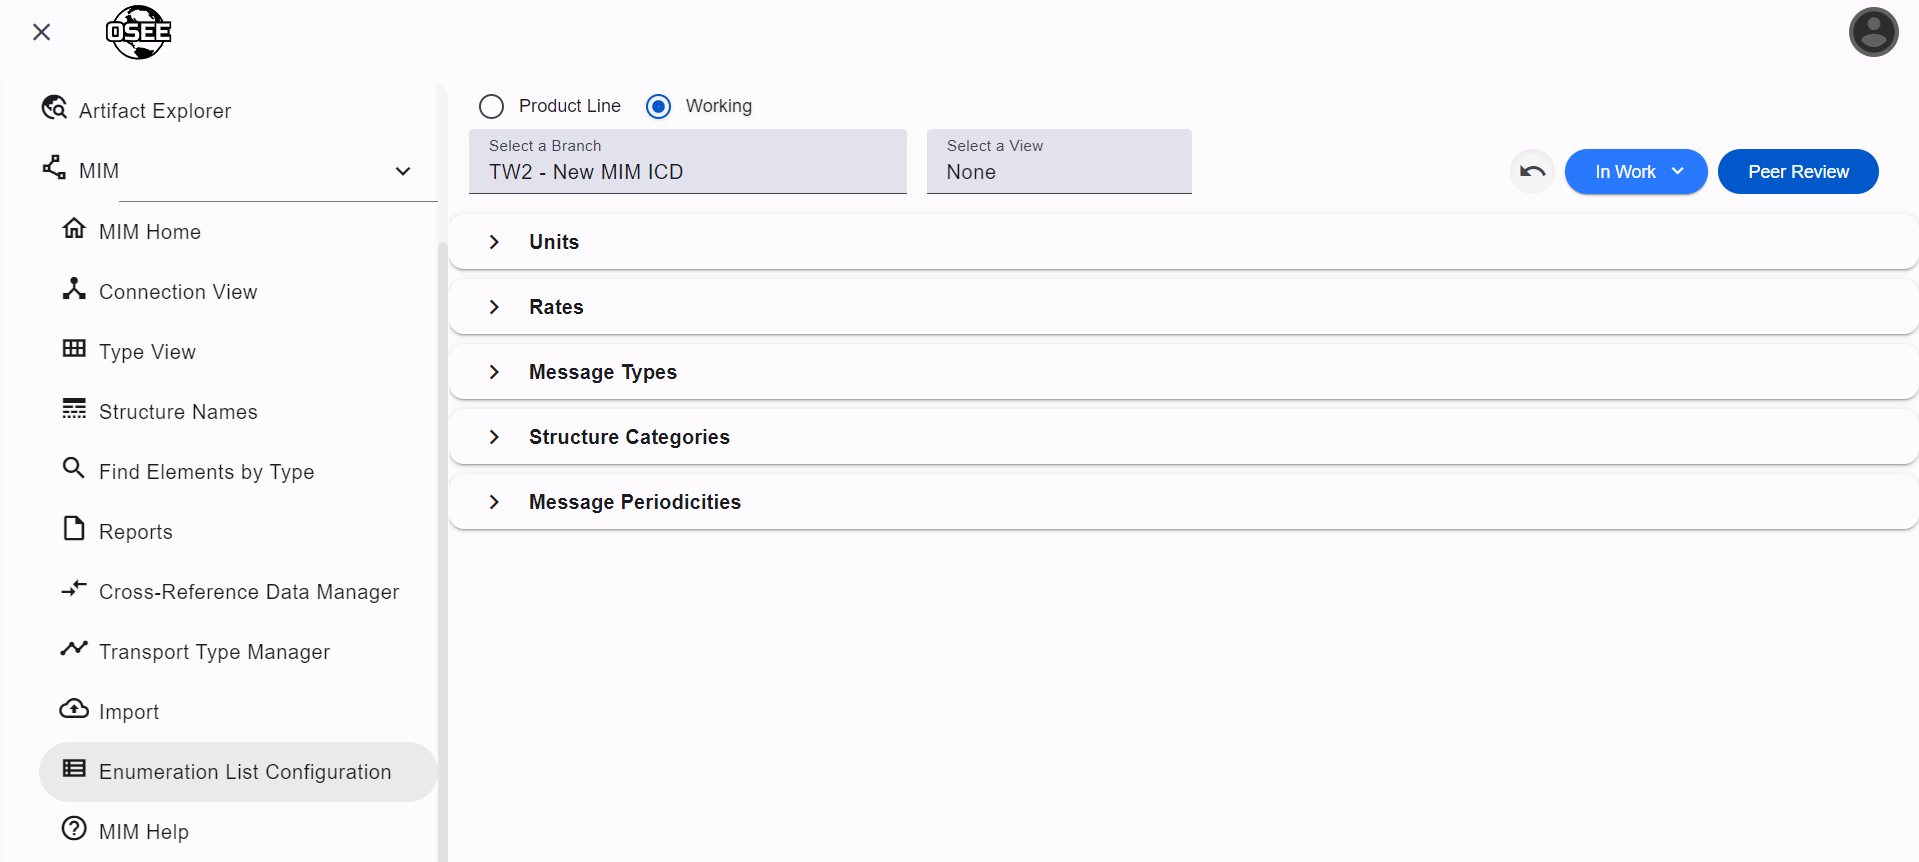 OSEE
Artifact Explorer
MIM
MIM Home
Connection View
Type View
Structure Names
Find Elements by Type
Reports
Cross-Reference Data Manager
Transport Type Manager
Import
Enumeration List Configuration
MIM Help
Product Line Working
Select a Branch
TW2 - New MIM ICD
Select a View
None
In Work
Peer Review
Units
Rates
Message Types
Structure Categories
Message Periodicities